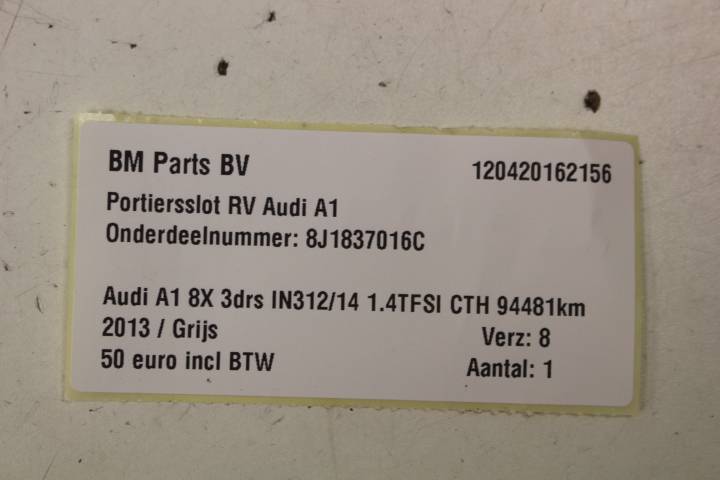 BM Parts BV 120420162156
Portiersslot RV Audi A1
Onderdeelnummer: 8J1837016C
Audi A1 8X 3drs IN312/14 1.4TFSI CTH 94481km
2013 / Grijs Verz: 8
50 euro incl BTW Aantal: 1